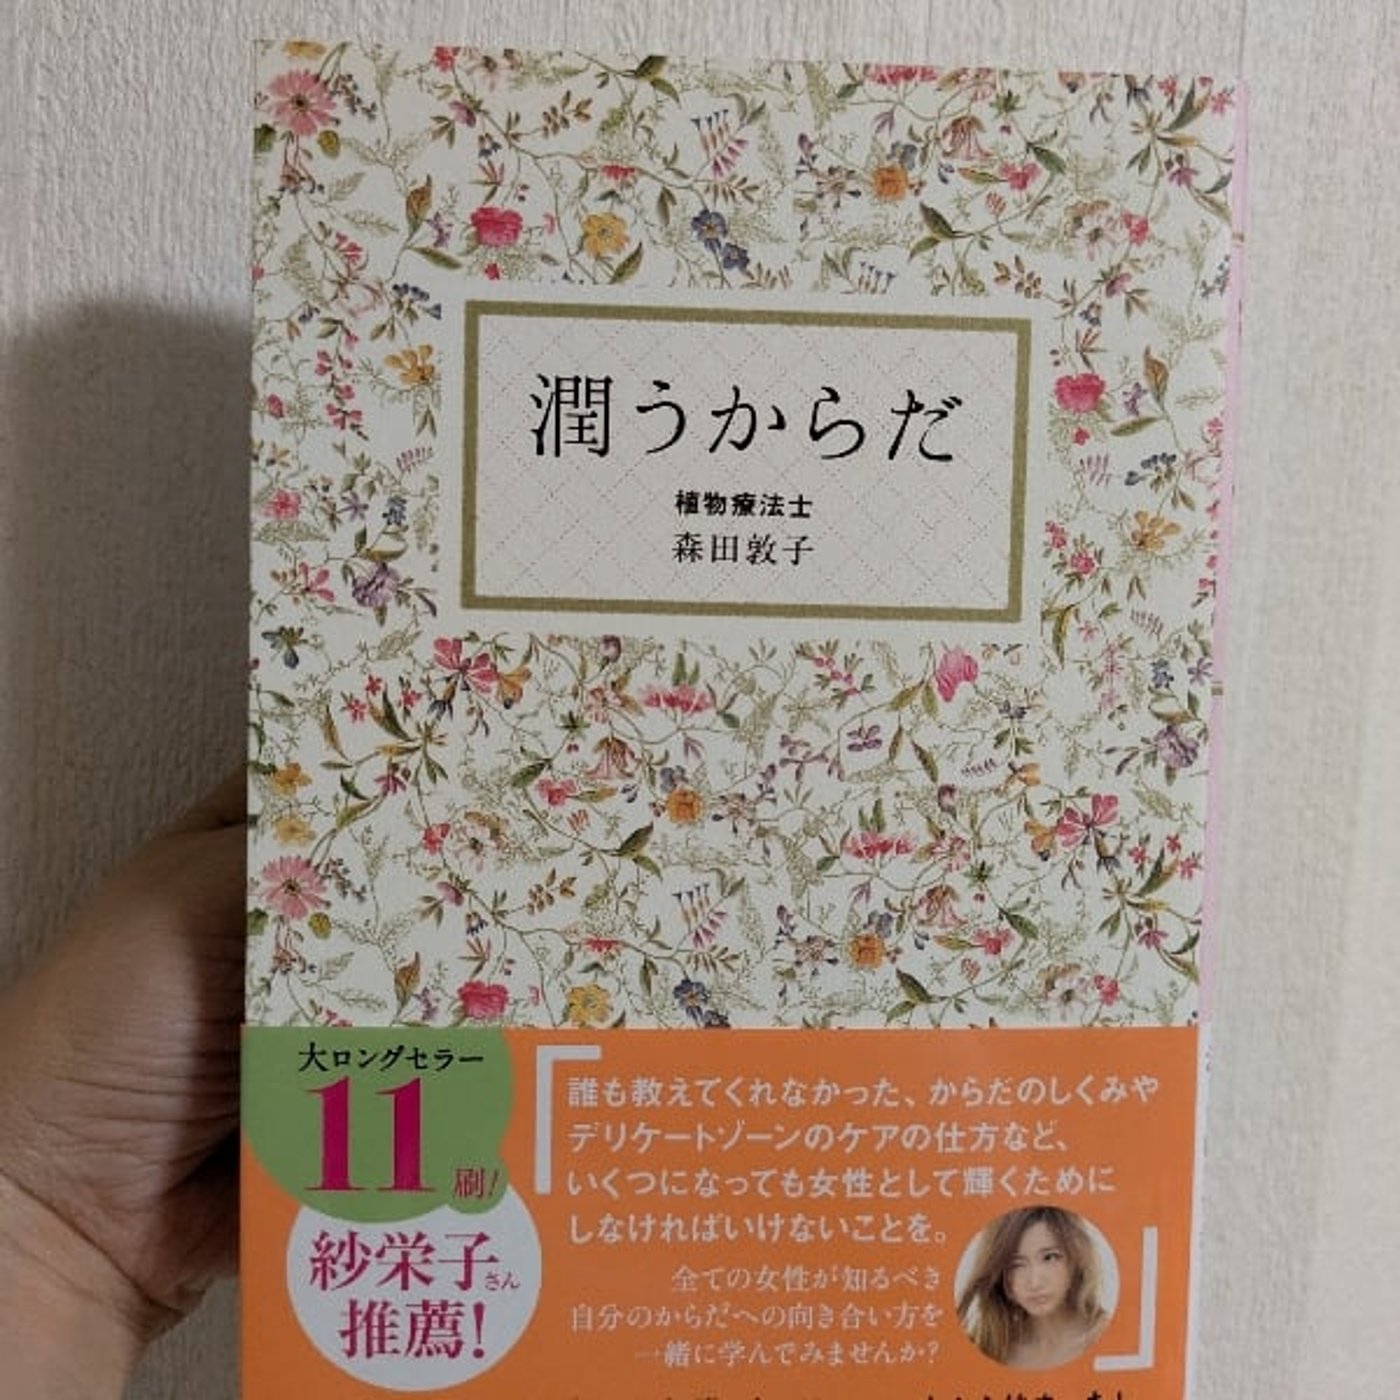 潤うからだ
植物療法士
森田敦子
大ロングセラー
11刷!
紗栄子さん
推薦!
「誰も教えてくれなかった、からだのしくみや
デリケートゾーンのケアの仕方など、
いくつになっても女性として輝くために
しなければいけないことを。
全ての女性が知るべき
自分のからだへの向き合い方を
一緒に学んでみませんか?」